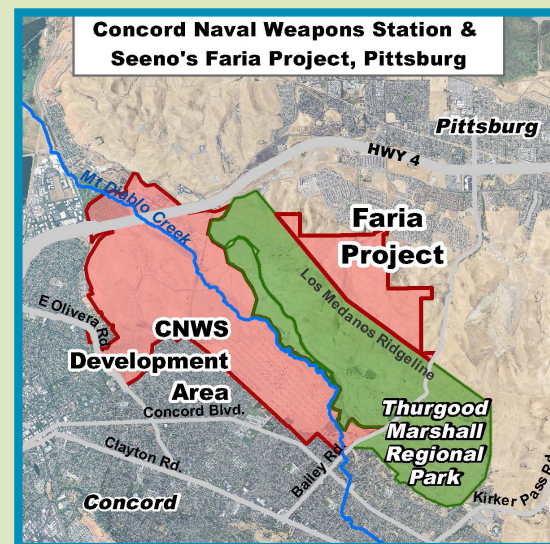 Concord Naval Weapons Station &
Seeno's Faria Project, Pittsburg
Pittsburg
HWY 4
Mt Diablo Creek
Faria
Project
Los Medanos Ridgeline
E Olivera Rd
CNWS
Development
Area
Concord Blvd.
Thurgood
Marshall
Regional
Park
Clayton Rd.
Bailey Rd
Kirker Pass Rd
Concord